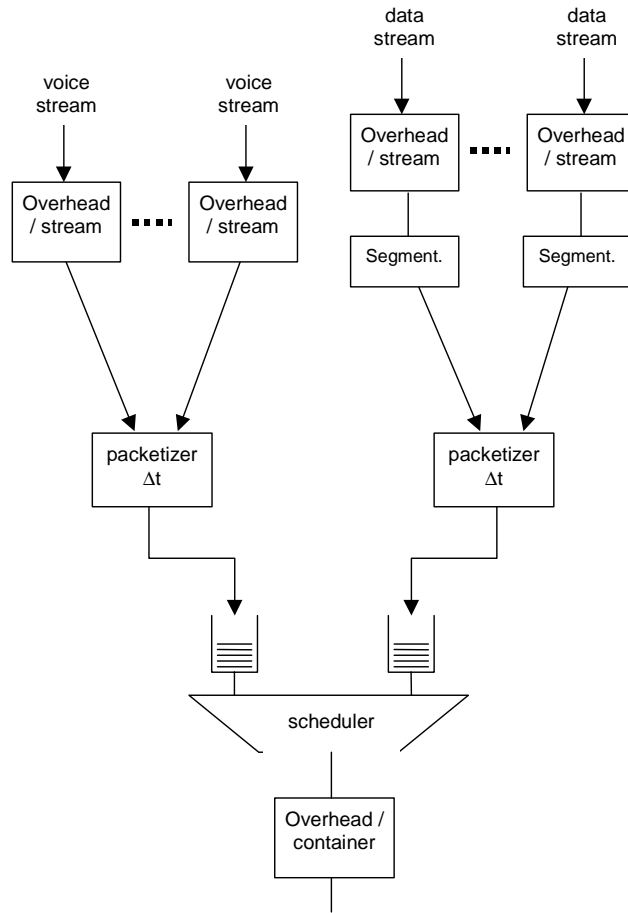 data
stream
data
stream
voice
stream
voice
stream
Overhead
/ stream
Overhead
/ stream
Overhead
/ stream
Overhead
/ stream
Segment.
Segment.
packetizer
Δt
packetizer
Δt
scheduler
Overhead /
container